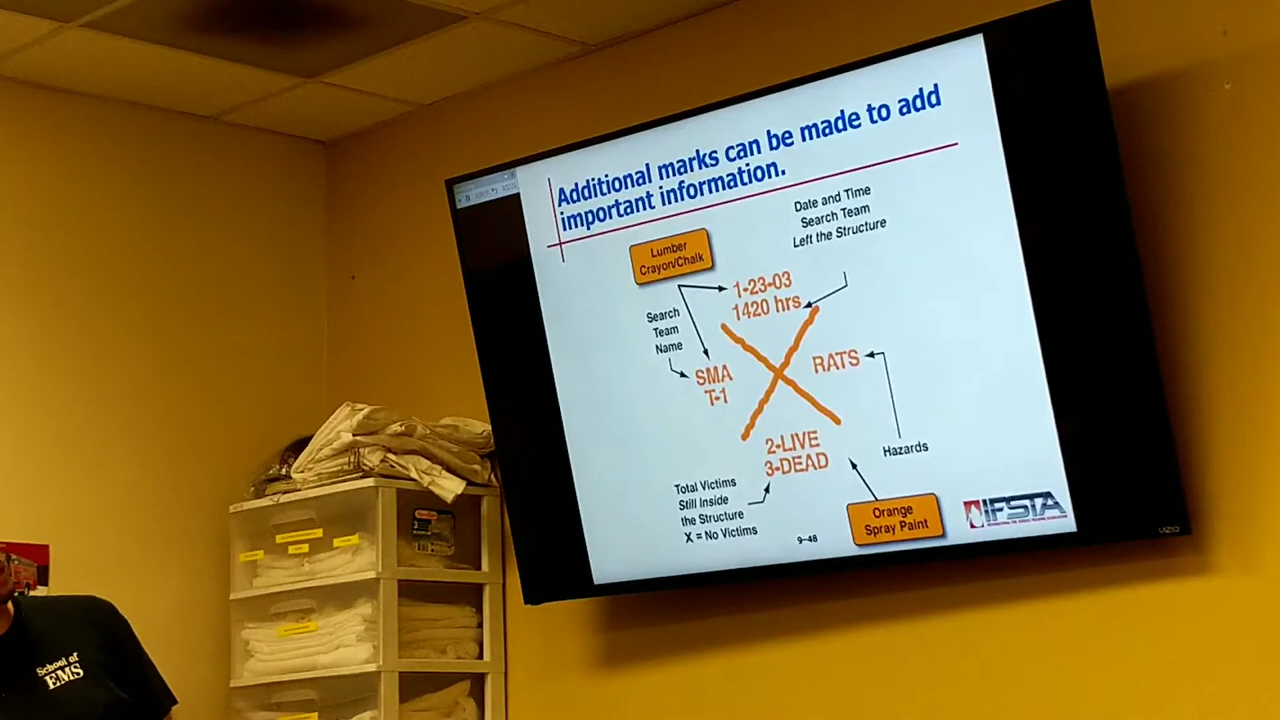 Additional marks can be made to add
important information.
Date and Time
Search Team
Left the Structure
Lumber
Crayon/Chalk
1-23-03
1420 hrs
Search
Team
Name
SMA
T-1
RATS
Hazards
2-LIVE
3-DEAD
Total Victims
Still Inside
the Structure
X = No Victims
9-48
Orange
Spray Paint
IFSTA
VIZIO
School of
EMS